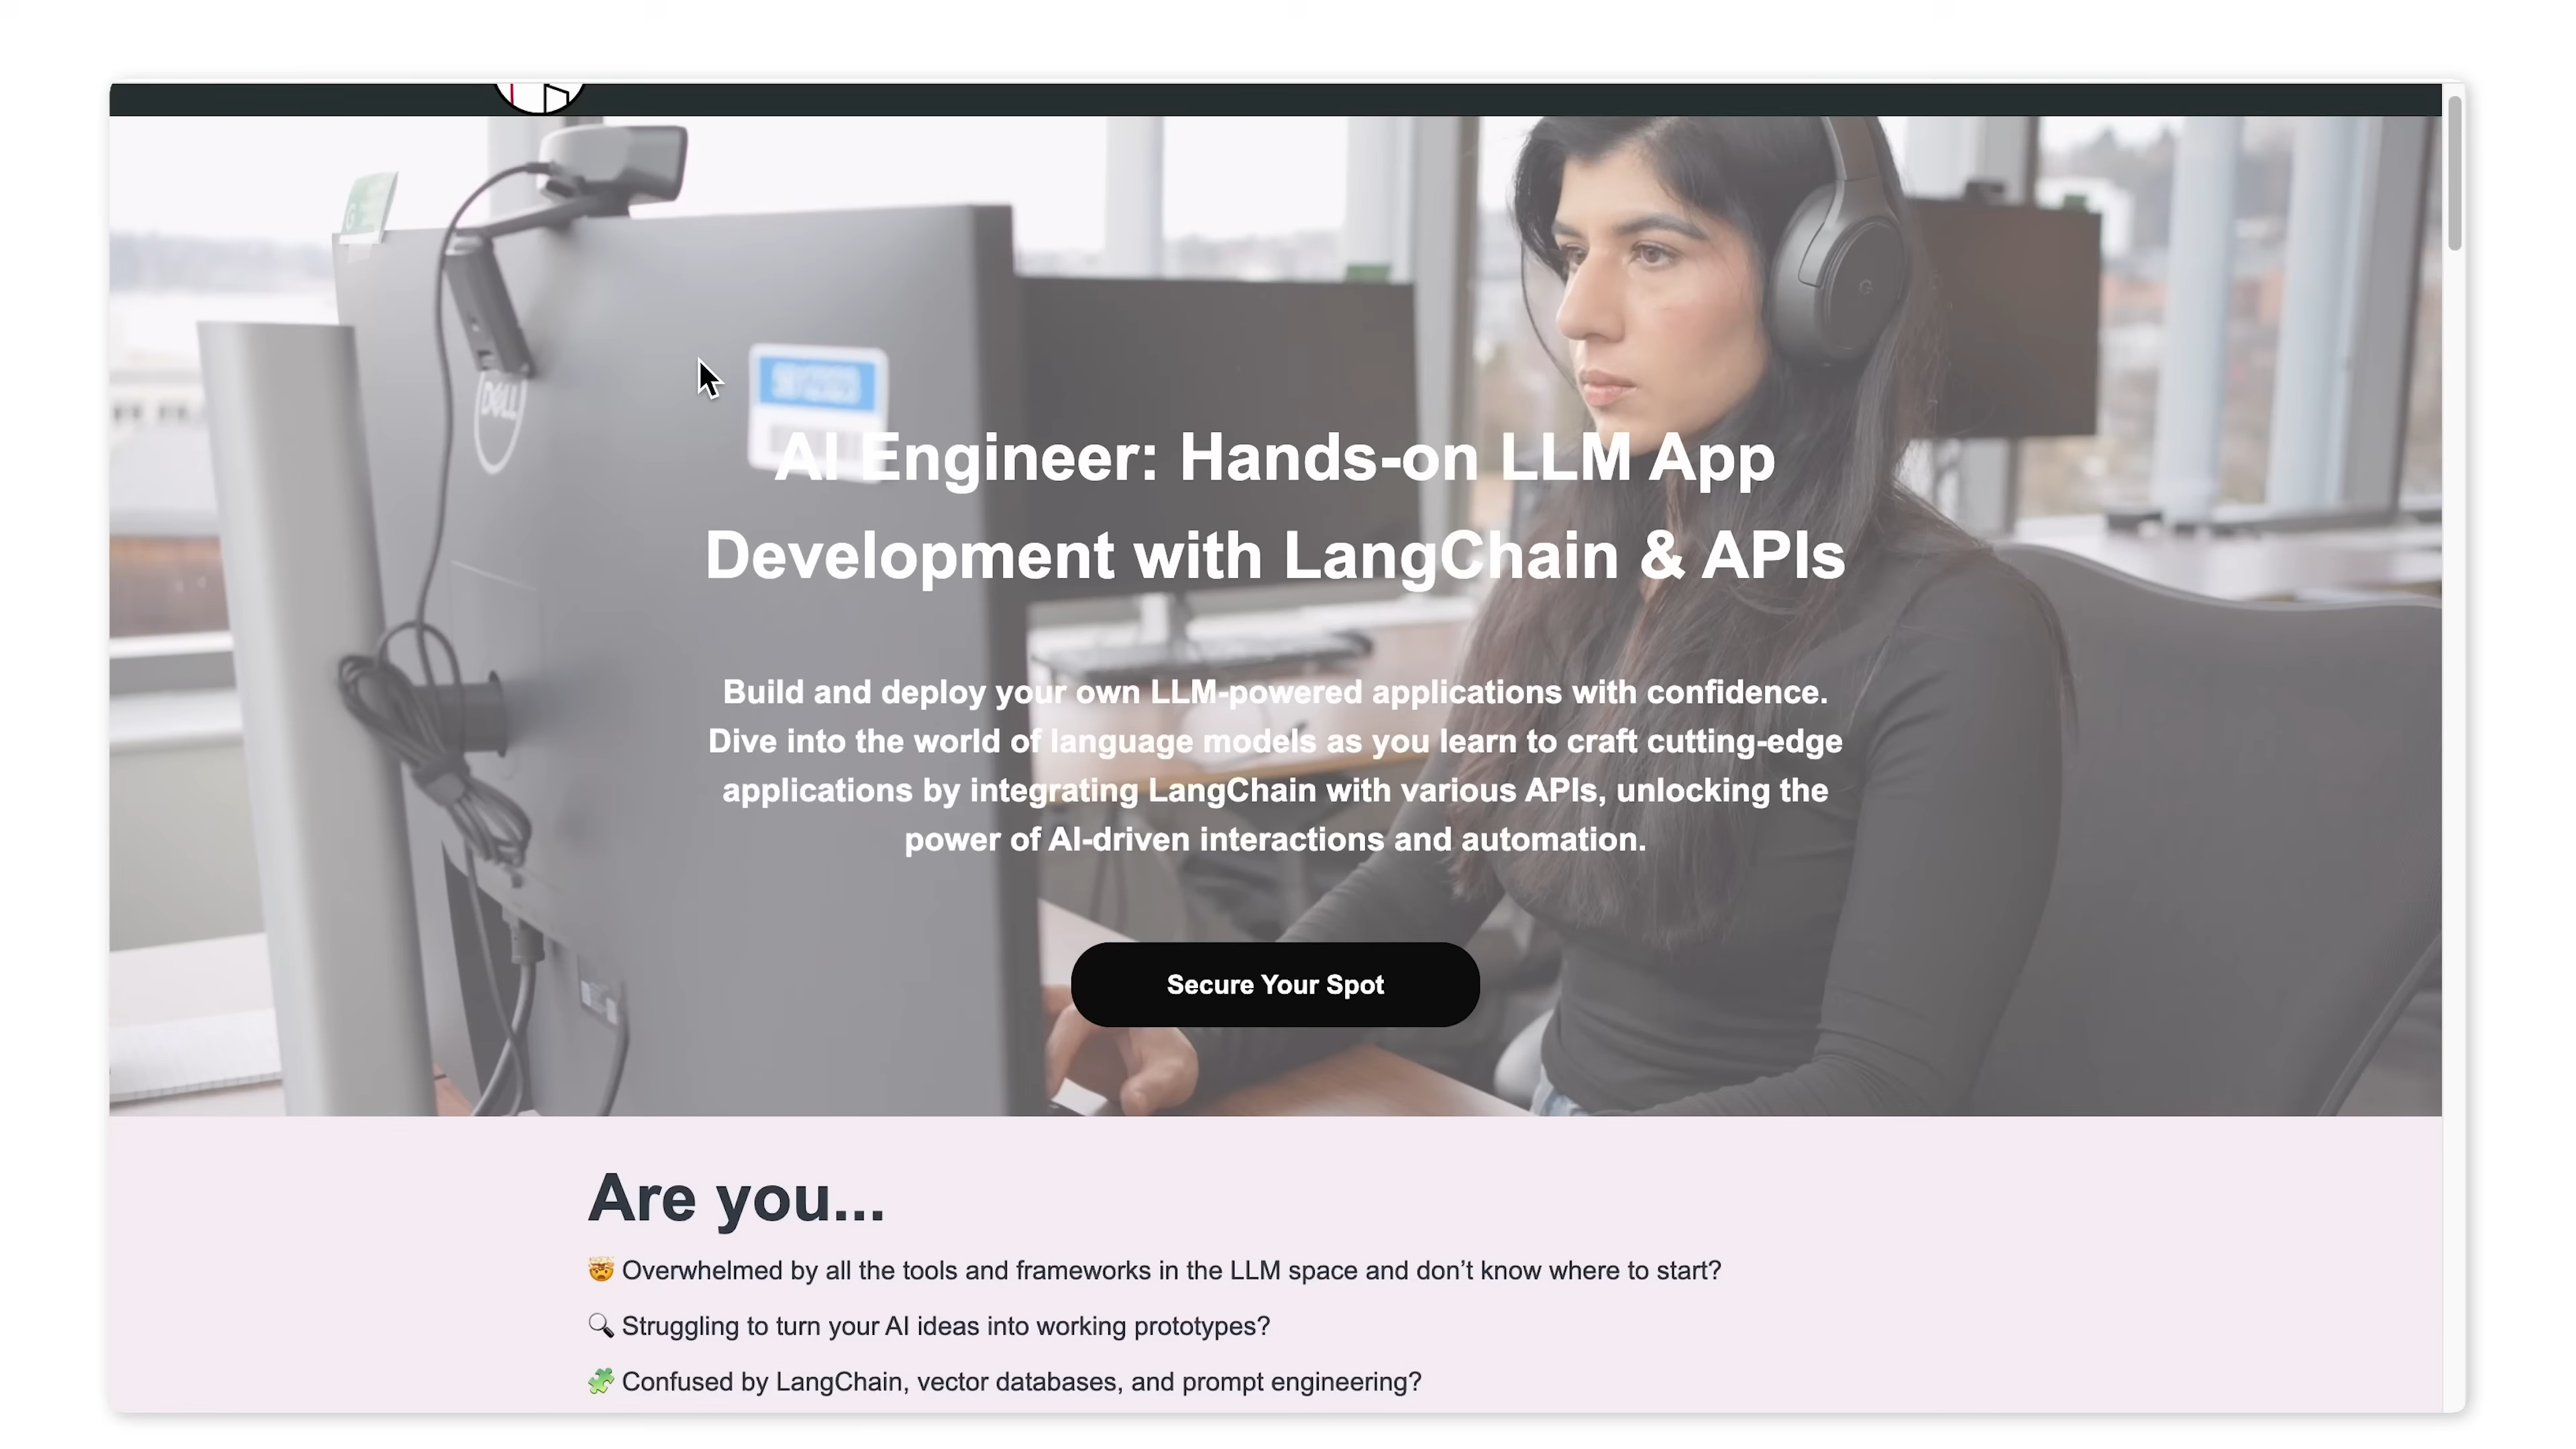 DELL
AI Engineer: Hands-on LLM App
Development with LangChain & APIs
Build and deploy your own LLM-powered applications with confidence.
Dive into the world of language models as you learn to craft cutting-edge
applications by integrating LangChain with various APIs, unlocking the
power of AI-driven interactions and automation.
Secure Your Spot
Are you...
🤯 Overwhelmed by all the tools and frameworks in the LLM space and don’t know where to start?
🔍 Struggling to turn your AI ideas into working prototypes?
🧩 Confused by LangChain, vector databases, and prompt engineering?